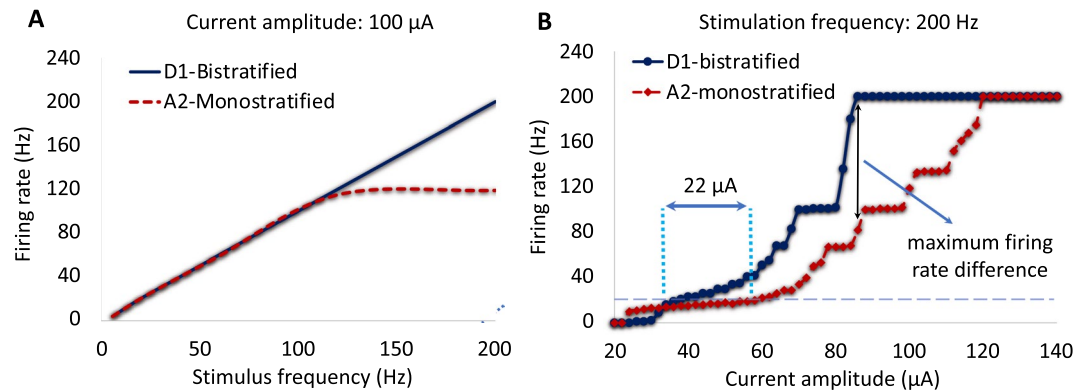 A
Current amplitude: 100 µA
240
200
160
120
80
40
0
Firing rate (Hz)
D1-Bistratified
A2-Monostratified
0
50
100
150
200
Stimulus frequency (Hz)
B
Stimulation frequency: 200 Hz
240
200
160
120
80
40
0
Firing rate (Hz)
D1-bistratified
A2-monostratified
22 µA
maximum firing
rate difference
20
40
60
80
100
120
140
Current amplitude (µA)